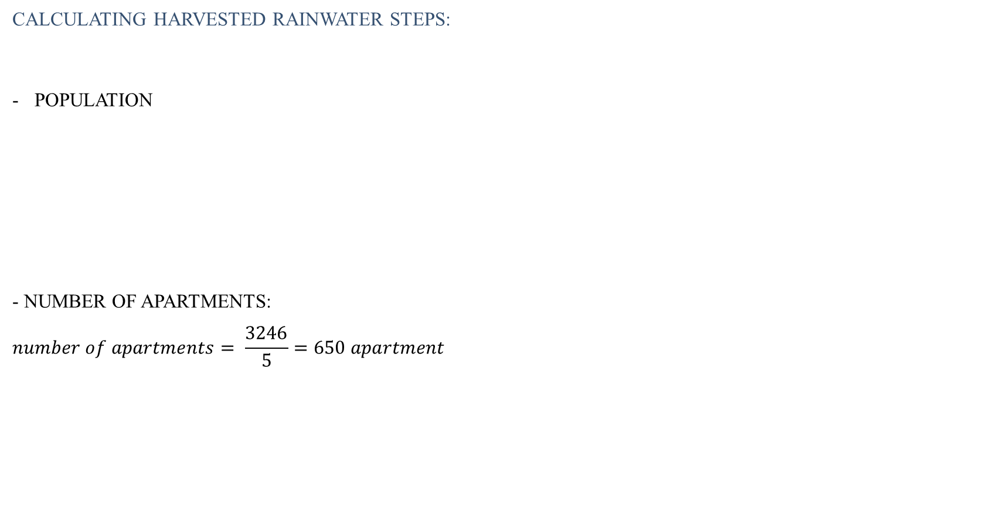 CALCULATING HARVESTED RAINWATER STEPS:
- POPULATION
- NUMBER OF APARTMENTS:
number of apartments = 3246/5 = 650 apartment